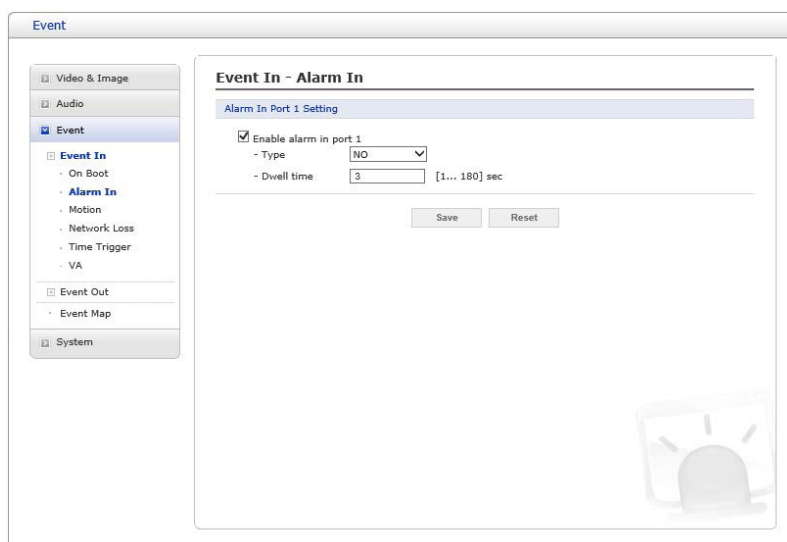 Event
Video & Image
Audio
Event
Event In
On Boot
Alarm In
Motion
Network Loss
Time Trigger
VA
Event Out
Event Map
System
Event In - Alarm In
Alarm In Port 1 Setting
Enable alarm in port 1
- Type NO
- Dwell time 3 [1... 180] sec
Save Reset